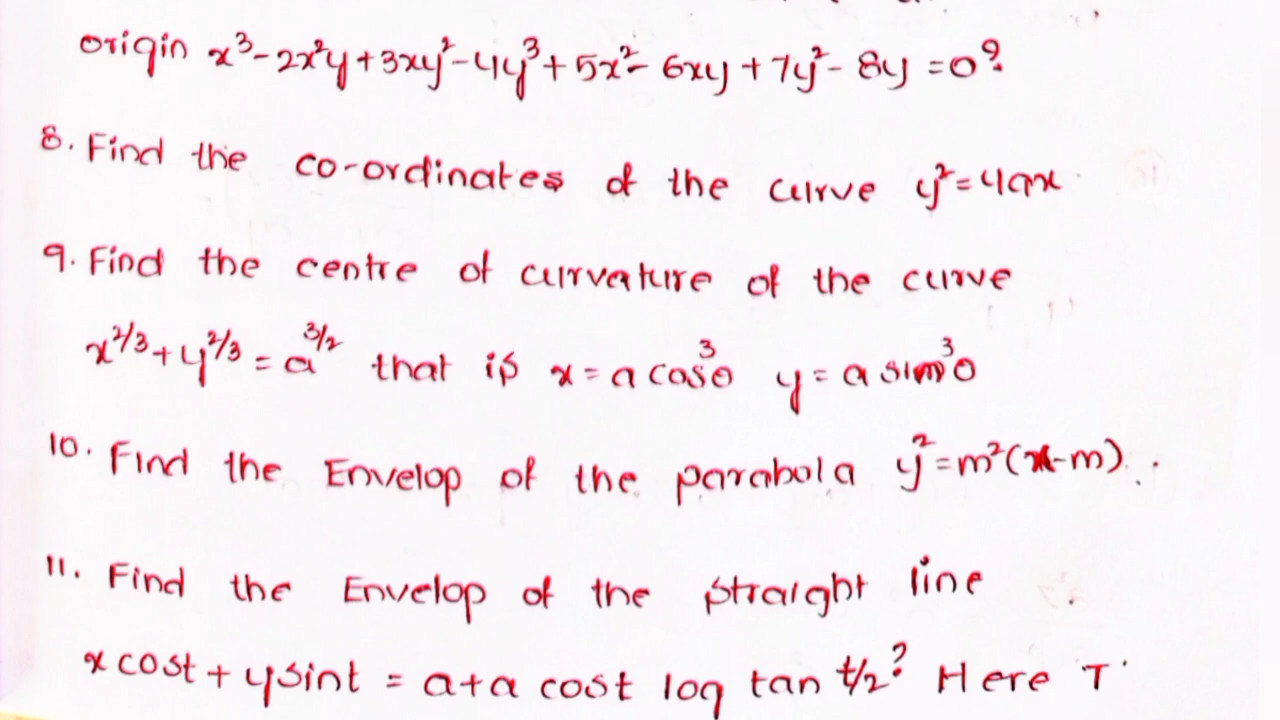 origin x³-2x²y+3xy²-4y³+5x²-6xy+7y²-8y=0?
8. Find the co-ordinates of the curve y²=4ax
9. Find the centre of curvature of the curve
x^2/3+y^2/3=a^3/2 that is x=a cos³θ y=a sin³θ
10. Find the Envelop of the parabola y²=m²(x-m).
11. Find the Envelop of the straight line
x cost+y sint = a+a cost log tan t/2? Here T